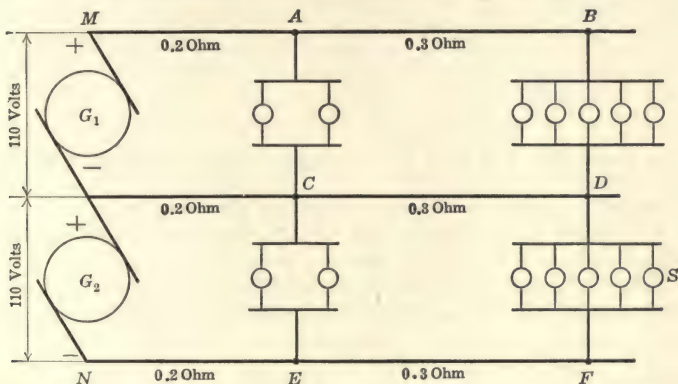 M A B
+ 0.2 Ohm 0.3 Ohm
110 Volts
G₁
−
C D
0.2 Ohm 0.3 Ohm
+
110 Volts
G₂
S
−
N 0.2 Ohm E 0.3 Ohm F